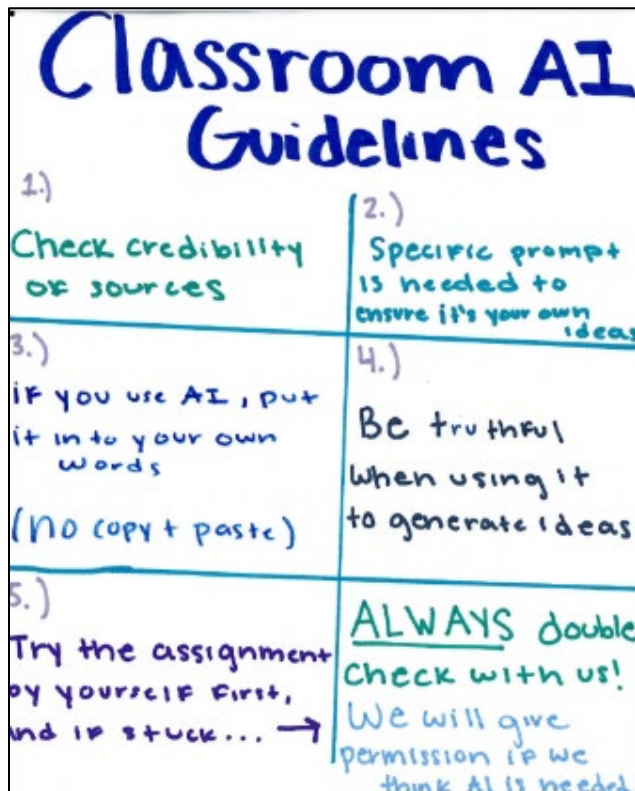 Classroom AI
Guidelines
1.)
Check credibility
of sources
2.)
Specific prompt
is needed to
ensure it's your own
ideas
3.)
if you use AI, put
it into your own
words
(no copy + paste)
4.)
Be truthful
when using it
to generate ideas
5.)
Try the assignment
by yourself first,
and if stuck... →
ALWAYS double
check with us!
We will give
permission if we
think AI is needed